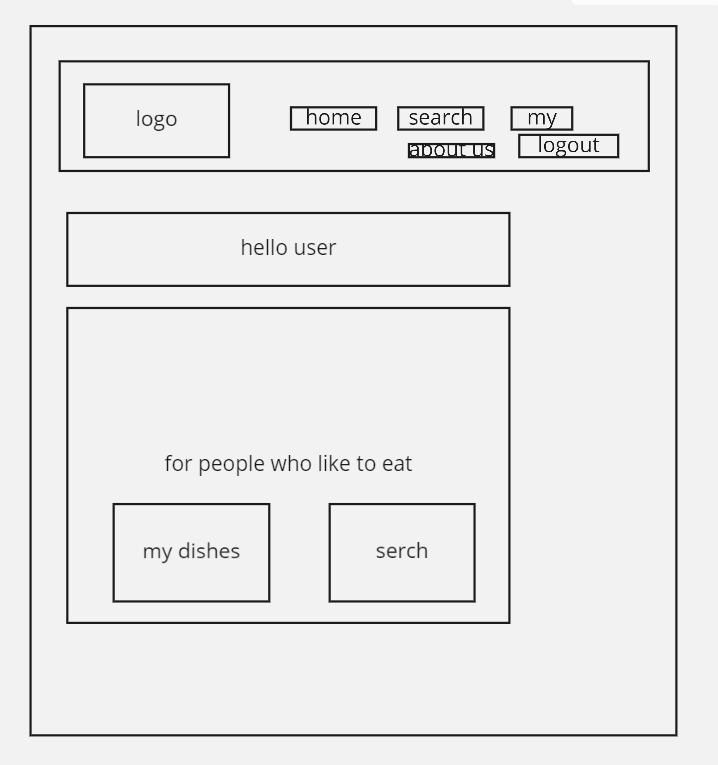 logo
home
search
my
about us
logout
hello user
for people who like to eat
my dishes
serch